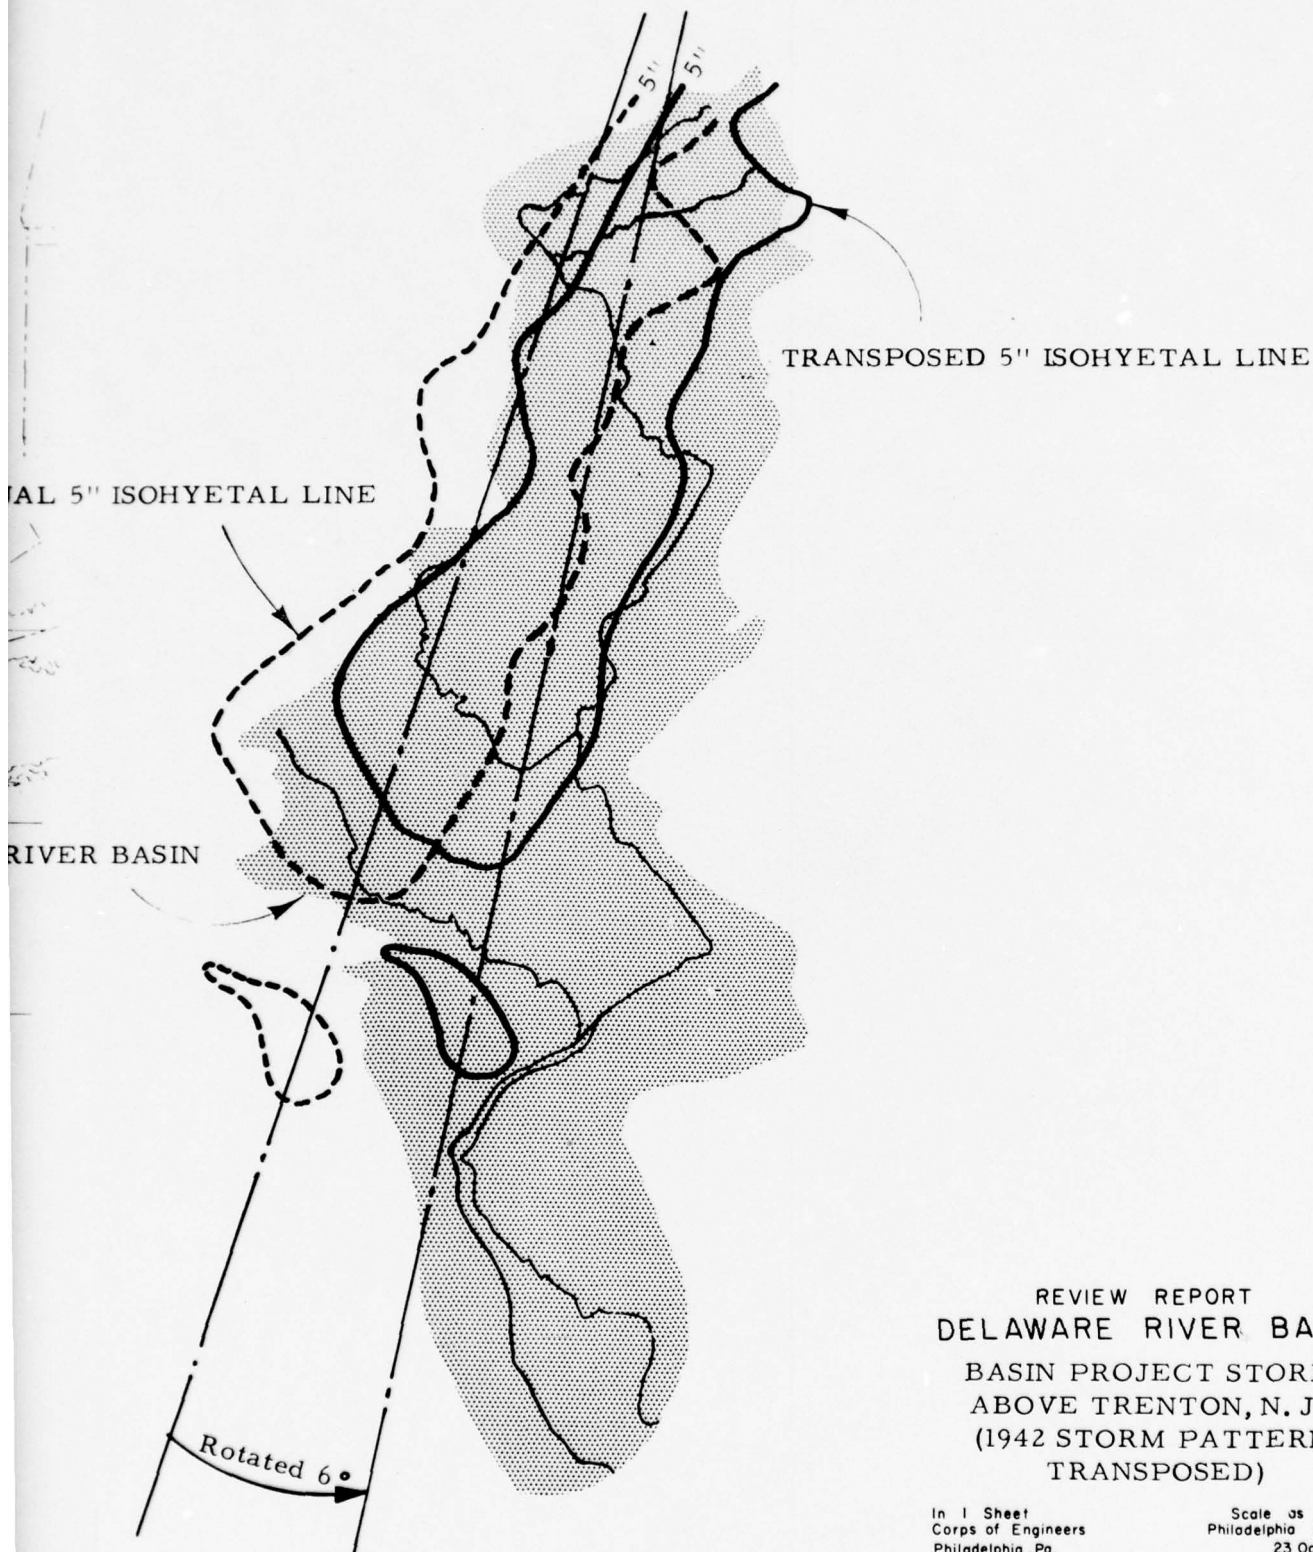 5" 5"
TRANSPOSED 5" ISOHYETAL LINE
AL 5" ISOHYETAL LINE
RIVER BASIN
Rotated 6°
REVIEW REPORT
DELAWARE RIVER BA
BASIN PROJECT STOR
ABOVE TRENTON, N. J
(1942 STORM PATTER
TRANSPOSED)
In 1 Sheet Scale as
Corps of Engineers Philadelphia
Philadelphia, Pa. 23 Oc